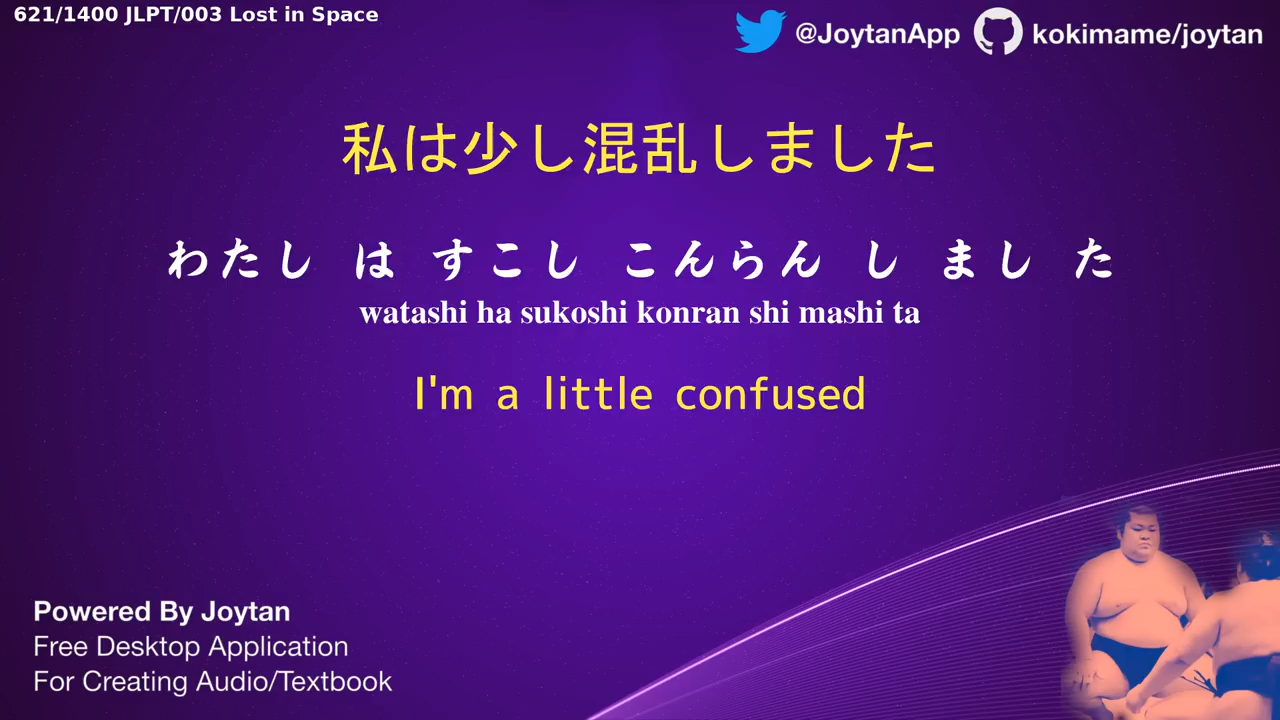 621/1400 JLPT/003 Lost in Space
@JoytanApp kokimame/joytan
私は少し混乱しました
わたし は すこし こんらん し まし た
watashi ha sukoshi konran shi mashi ta
I'm a little confused
Powered By Joytan
Free Desktop Application
For Creating Audio/Textbook